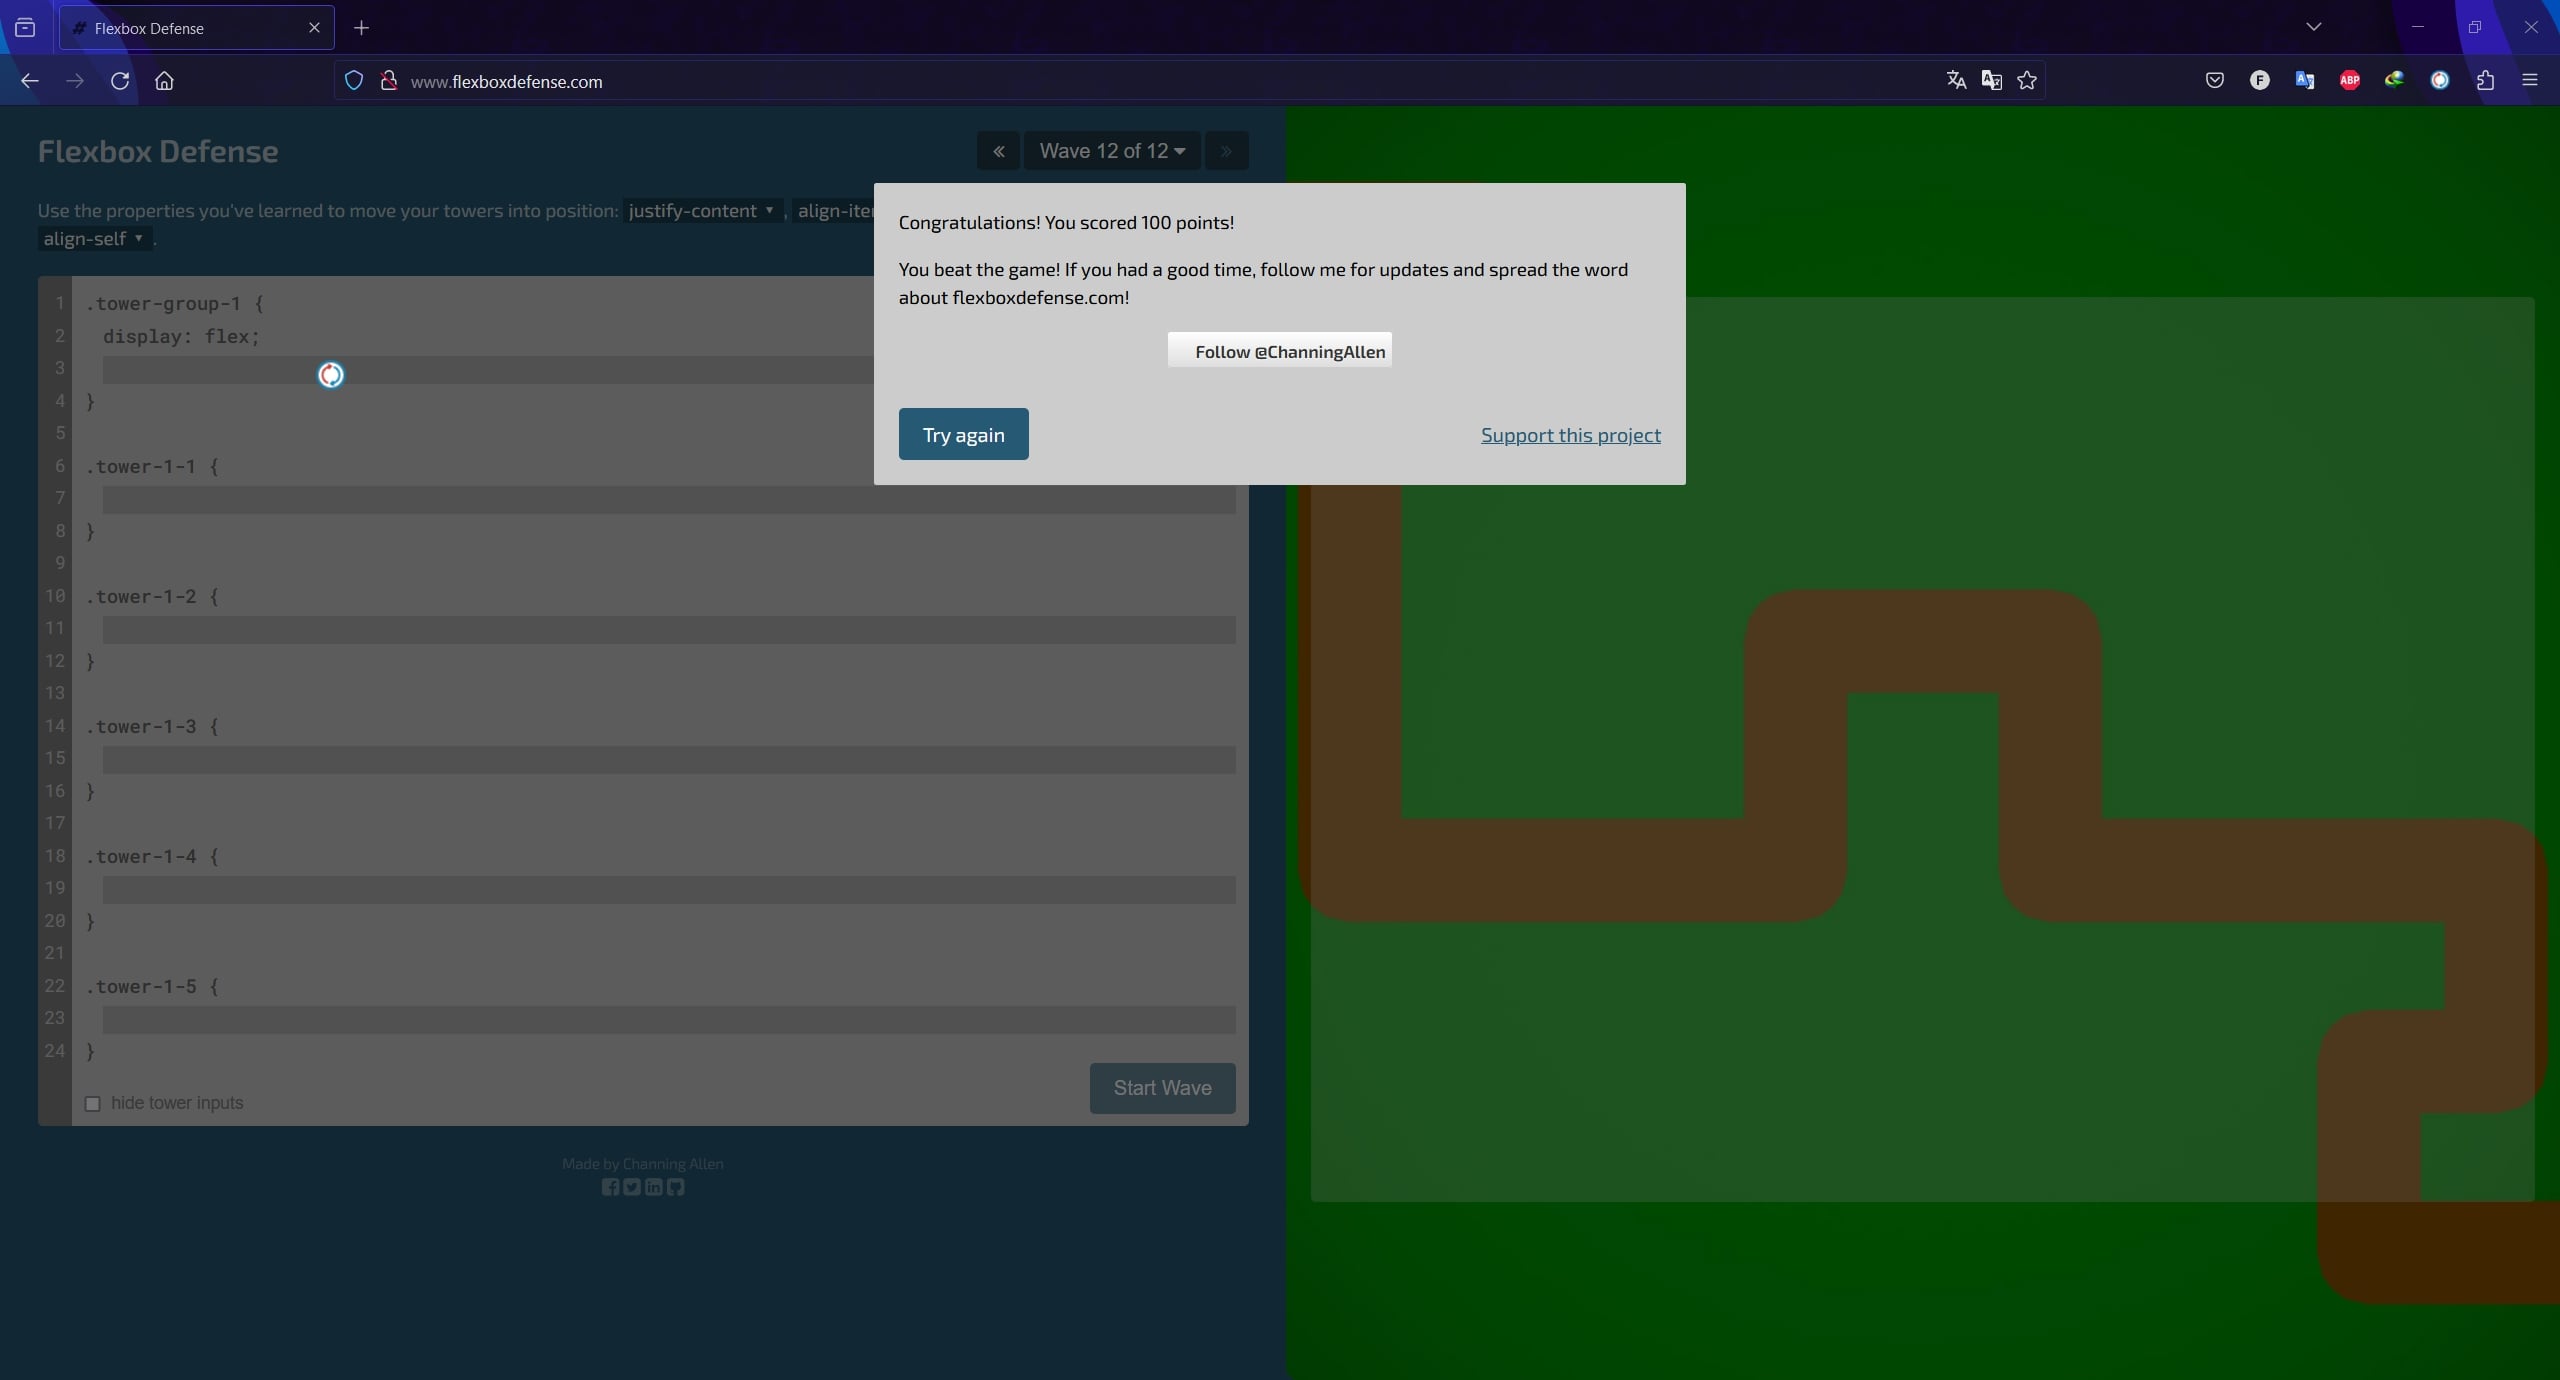 Flexbox Defense
www.flexboxdefense.com
F
ABP
Flexbox Defense
« Wave 12 of 12 »
Use the properties you've learned to move your towers into position: justify-content ▼ ,
align-self ▼ .
Congratulations! You scored 100 points!
You beat the game! If you had a good time, follow me for updates and spread the word
about flexboxdefense.com!
Follow @ChanningAllen
Try again
Support this project
1 .tower-group-1 {
2 display: flex;
3
4 }
5
6 .tower-1-1 {
7
8 }
9
10 .tower-1-2 {
11
12 }
13
14 .tower-1-3 {
15
16 }
17
18 .tower-1-4 {
19
20 }
21
22 .tower-1-5 {
23
24 }
hide tower inputs
Start Wave
Made by Channing Allen